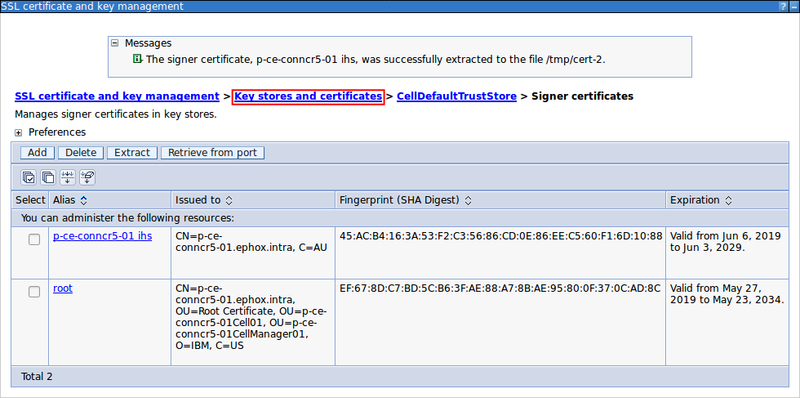 SSL certificate and key management ? –
Messages
The signer certificate, p-ce-conncr5-01 ihs, was successfully extracted to the file /tmp/cert-2.
SSL certificate and key management > Key stores and certificates > CellDefaultTrustStore > Signer certificates
Manages signer certificates in key stores.
Preferences
Add Delete Extract Retrieve from port
Select Alias Issued to Fingerprint (SHA Digest) Expiration
You can administer the following resources:
p-ce-conncr5-01 ihs
CN=p-ce-
conncr5-01.ephox.intra, C=AU
45:AC:B4:16:3A:53:F2:C3:56:86:CD:0E:86:EE:C5:60:F1:6D:10:88
Valid from Jun 6, 2019
to Jun 3, 2029.
root
CN=p-ce-
conncr5-01.ephox.intra,
OU=Root Certificate, OU=p-ce-
conncr5-01Cell01, OU=p-ce-
conncr5-01CellManager01,
O=IBM, C=US
EF:67:8D:C7:BD:5C:B6:3F:AE:88:A7:8B:AE:95:80:0F:37:0C:AD:8C
Valid from May 27,
2019 to May 23, 2034.
Total 2